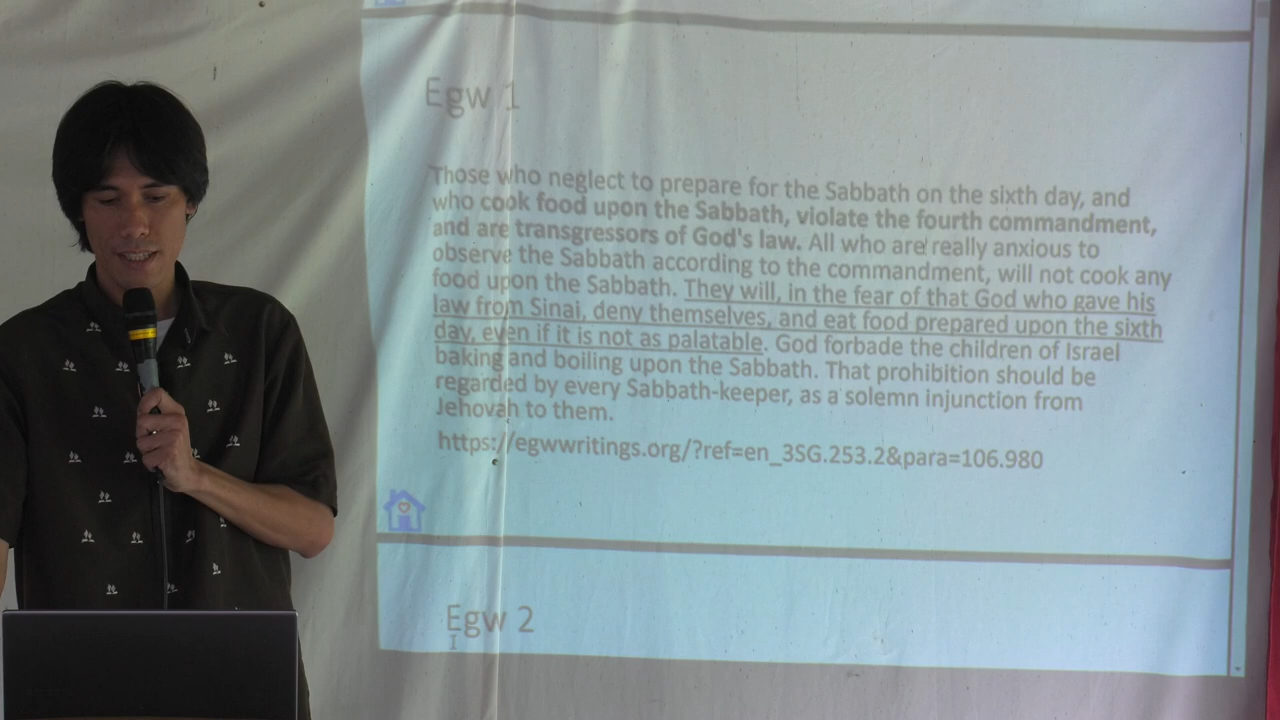 Egw 1
Those who neglect to prepare for the Sabbath on the sixth day, and
who cook food upon the Sabbath, violate the fourth commandment,
and are transgressors of God's law. All who are really anxious to
observe the Sabbath according to the commandment, will not cook any
food upon the Sabbath. They will, in the fear of that God who gave his
law from Sinai, deny themselves, and eat food prepared upon the sixth
day, even if it is not as palatable. God forbade the children of Israel
baking and boiling upon the Sabbath. That prohibition should be
regarded by every Sabbath-keeper, as a solemn injunction from
Jehovah to them.
https://egwwritings.org/?ref=en_3SG.253.2&para=106.980
Egw 2